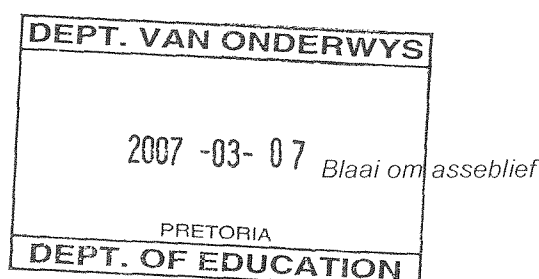 DEPT. VAN ONDERWYS
2007 -03- 07
Blaai om asseblief
PRETORIA
DEPT. OF EDUCATION